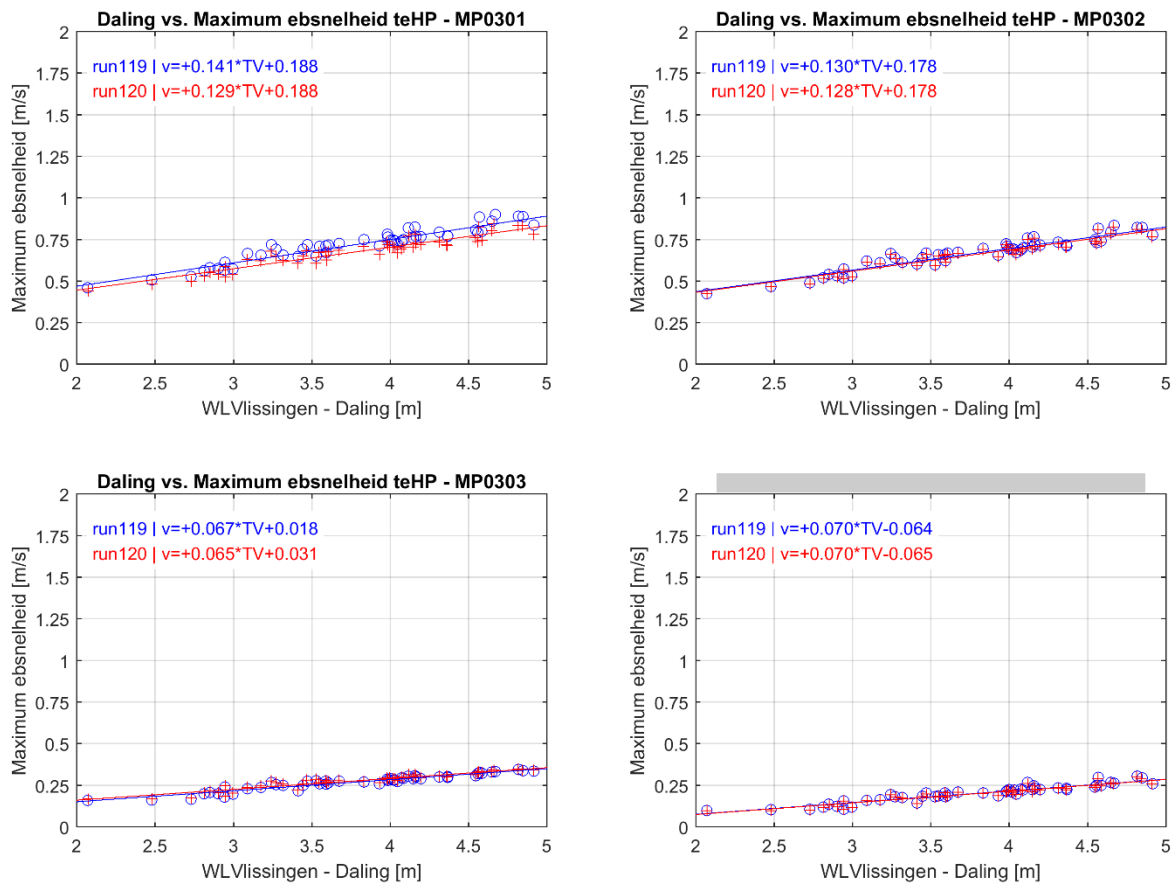 Daling vs. Maximum ebsnelheid teHP - MP0301
2
1.75
1.5
1.25
1
0.75
0.5
0.25
0
Maximum ebsnelheid [m/s]
run119 | v=+0.141*TV+0.188
run120 | v=+0.129*TV+0.188
2 2.5 3 3.5 4 4.5 5
WLVlissingen - Daling [m]
Daling vs. Maximum ebsnelheid teHP - MP0302
2
1.75
1.5
1.25
1
0.75
0.5
0.25
0
Maximum ebsnelheid [m/s]
run119 | v=+0.130*TV+0.178
run120 | v=+0.128*TV+0.178
2 2.5 3 3.5 4 4.5 5
WLVlissingen - Daling [m]
Daling vs. Maximum ebsnelheid teHP - MP0303
2
1.75
1.5
1.25
1
0.75
0.5
0.25
0
Maximum ebsnelheid [m/s]
run119 | v=+0.067*TV+0.018
run120 | v=+0.065*TV+0.031
2 2.5 3 3.5 4 4.5 5
WLVlissingen - Daling [m]
2
1.75
1.5
1.25
1
0.75
0.5
0.25
0
Maximum ebsnelheid [m/s]
run119 | v=+0.070*TV-0.064
run120 | v=+0.070*TV-0.065
2 2.5 3 3.5 4 4.5 5
WLVlissingen - Daling [m]